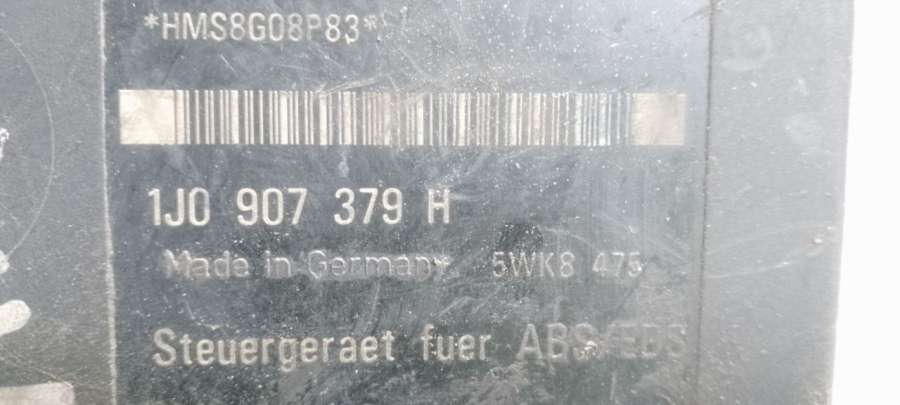 *HMS8G08P83*
1J0 907 379 H
Made in Germany 5WK8 475
Steuergeraet fuer ABS/EDS